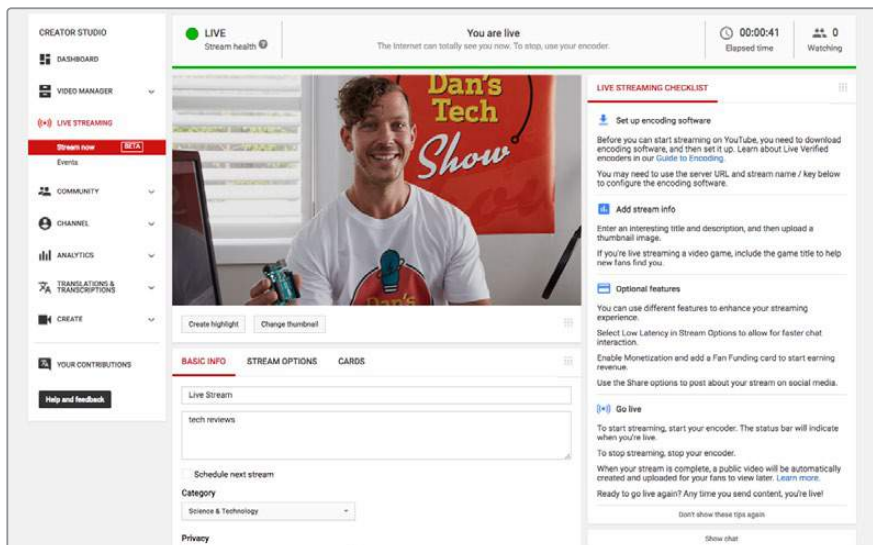 CREATOR STUDIO
DASHBOARD
VIDEO MANAGER
LIVE STREAMING
Stream now BETA
Events
COMMUNITY
CHANNEL
ANALYTICS
TRANSLATIONS &
TRANSCRIPTIONS
CREATE
YOUR CONTRIBUTIONS
Help and feedback
LIVE
Stream health ?
You are live
The Internet can totally see you now. To stop, use your encoder.
00:00:41
Elapsed time
0
Watching
Dan's
Tech
Show
Dan's
Create highlight
Change thumbnail
BASIC INFO
STREAM OPTIONS
CARDS
Live Stream
tech reviews
Schedule next stream
Category
Science & Technology
Privacy
LIVE STREAMING CHECKLIST
Set up encoding software
Before you can start streaming on YouTube, you need to download
encoding software, and then set it up. Learn about Live Verified
encoders in our Guide to Encoding.
You may need to use the server URL and stream name / key below
to configure the encoding software.
Add stream info
Enter an interesting title and description, and then upload a
thumbnail image.
If you're live streaming a video game, include the game title to help
new fans find you.
Optional features
You can use different features to enhance your streaming
experience.
Select Low Latency in Stream Options to allow for faster chat
interaction.
Enable Monetization and add a Fan Funding card to start earning
revenue.
Use the Share options to post about your stream on social media.
Go live
To start streaming, start your encoder. The status bar will indicate
when you're live.
To stop streaming, stop your encoder.
When your stream is complete, a public video will be automatically
created and uploaded for your fans to view later. Learn more.
Ready to go live again? Any time you send content, you're live!
Don't show these tips again
Show chat